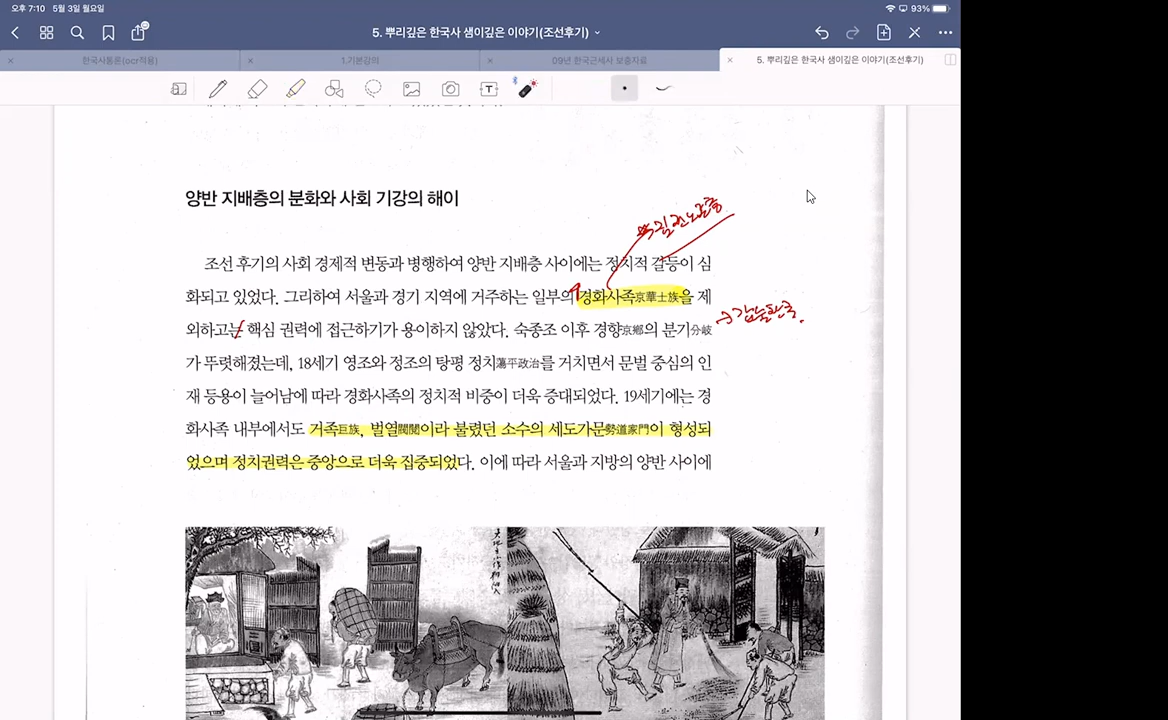 오후 7:10 5월 3일 월요일
93%
5. 뿌리깊은 한국사 샘이깊은 이야기(조선후기)
한국사통론(ocr적용)
1.기본강의
09년 한국근세사 보충자료
5. 뿌리깊은 한국사 샘이깊은 이야기(조선후기)
양반 지배층의 분화와 사회 기강의 해이
조선 후기의 사회 경제적 변동과 병행하여 양반 지배층 사이에는 정치적 갈등이 심
화되고 있었다. 그리하여 서울과 경기 지역에 거주하는 일부의 경화사족京華士族을 제
외하고는 핵심 권력에 접근하기가 용이하지 않았다. 숙종조 이후 경향京鄕의 분기分岐
가 뚜렷해졌는데, 18세기 영조와 정조의 탕평 정치蕩平政治를 거치면서 문벌 중심의 인
재 등용이 늘어남에 따라 경화사족의 정치적 비중이 더욱 증대되었다. 19세기에는 경
화사족 내부에서도 거족巨族, 벌열閥閱이라 불렸던 소수의 세도가문勢道家門이 형성되
었으며 정치권력은 중앙으로 더욱 집중되었다. 이에 따라 서울과 지방의 양반 사이에